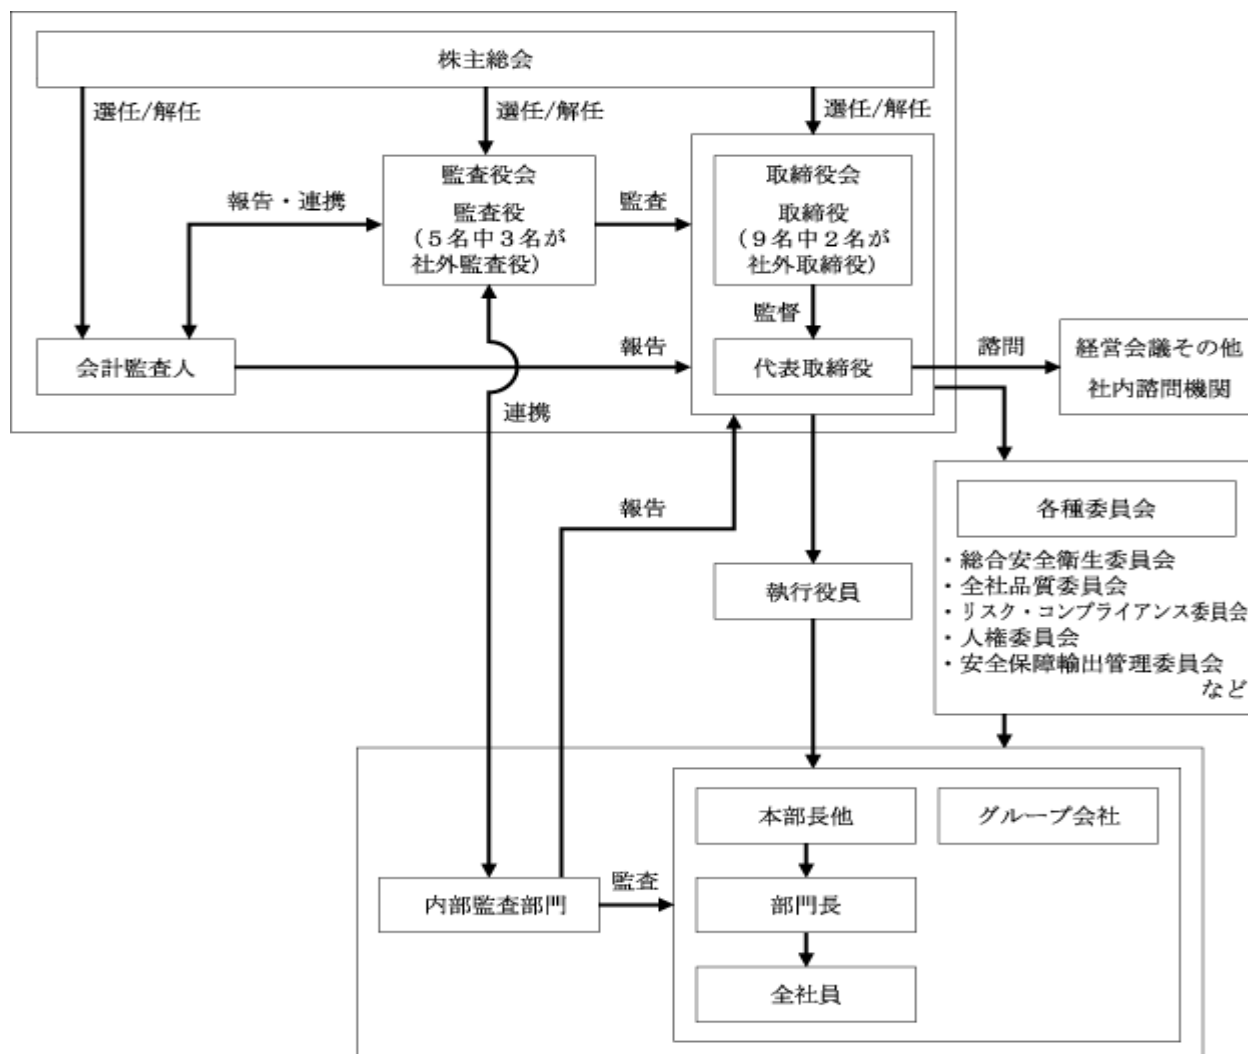 株主総会
選任/解任
選任/解任
選任/解任
監査役会
監査役
（５名中３名が
社外監査役）
取締役会
取締役
（９名中２名が
社外取締役）
報告・連携
監査
監督
会計監査人
報告
代表取締役
諮問
経営会議その他
社内諮問機関
連携
報告
各種委員会
・総合安全衛生委員会
・全社品質委員会
・リスク・コンプライアンス委員会
・人権委員会
・安全保障輸出管理委員会
など
執行役員
本部長他
グループ会社
内部監査部門
監査
部門長
全社員